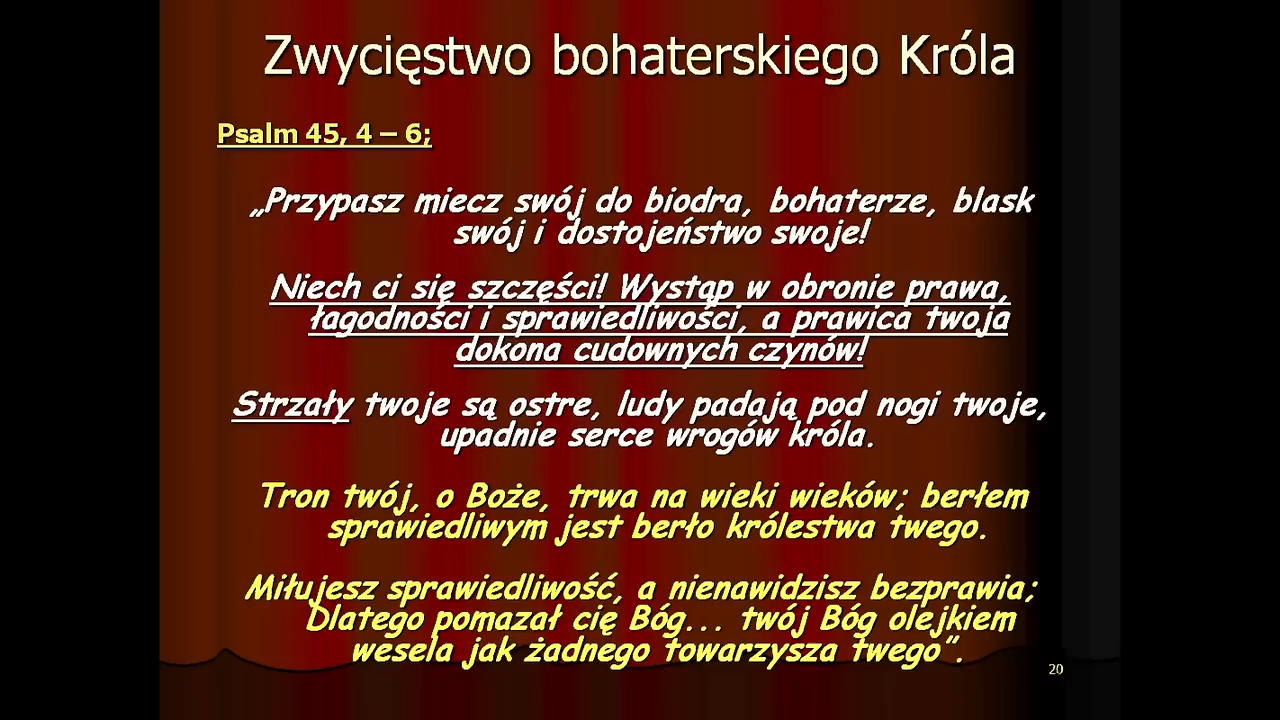 Zwycięstwo bohaterskiego Króla
Psalm 45, 4 – 6;
„Przypasz miecz swój do biodra, bohaterze, blask
swój i dostojeństwo swoje!
Niech ci się szczęści! Wystąp w obronie prawa,
łagodności i sprawiedliwości, a prawica twoja
dokona cudownych czynów!
Strzały twoje są ostre, ludy padają pod nogi twoje,
upadnie serce wrogów króla.
Tron twój, o Boże, trwa na wieki wieków; berłem
sprawiedliwym jest berło królestwa twego.
Miłujesz sprawiedliwość, a nienawidzisz bezprawia;
Dlatego pomazał cię Bóg... twój Bóg olejkiem
wesela jak żadnego towarzysza twego”.
20